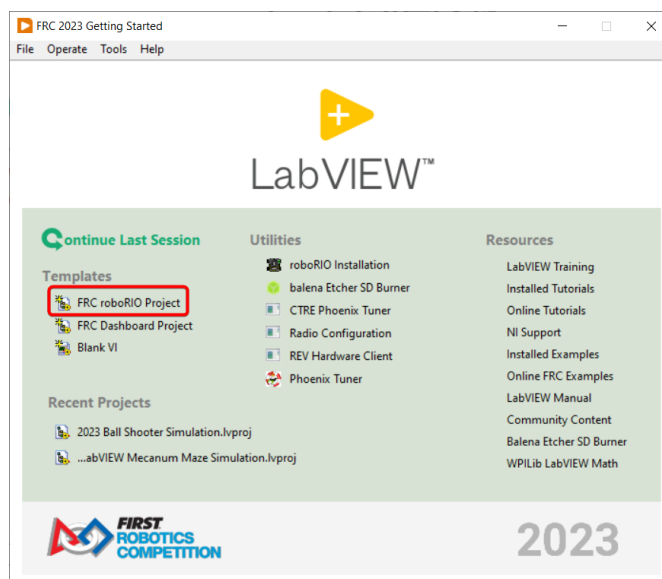 FRC 2023 Getting Started
File Operate Tools Help
LabVIEW™
Continue Last Session
Templates
FRC roboRIO Project
FRC Dashboard Project
Blank VI
Recent Projects
2023 Ball Shooter Simulation.lvproj
...abVIEW Mecanum Maze Simulation.lvproj
Utilities
roboRIO Installation
balena Etcher SD Burner
CTRE Phoenix Tuner
Radio Configuration
REV Hardware Client
Phoenix Tuner
Resources
LabVIEW Training
Installed Tutorials
Online Tutorials
NI Support
Installed Examples
Online FRC Examples
LabVIEW Manual
Community Content
Balena Etcher SD Burner
WPILib LabVIEW Math
FIRST
ROBOTICS
COMPETITION
2023